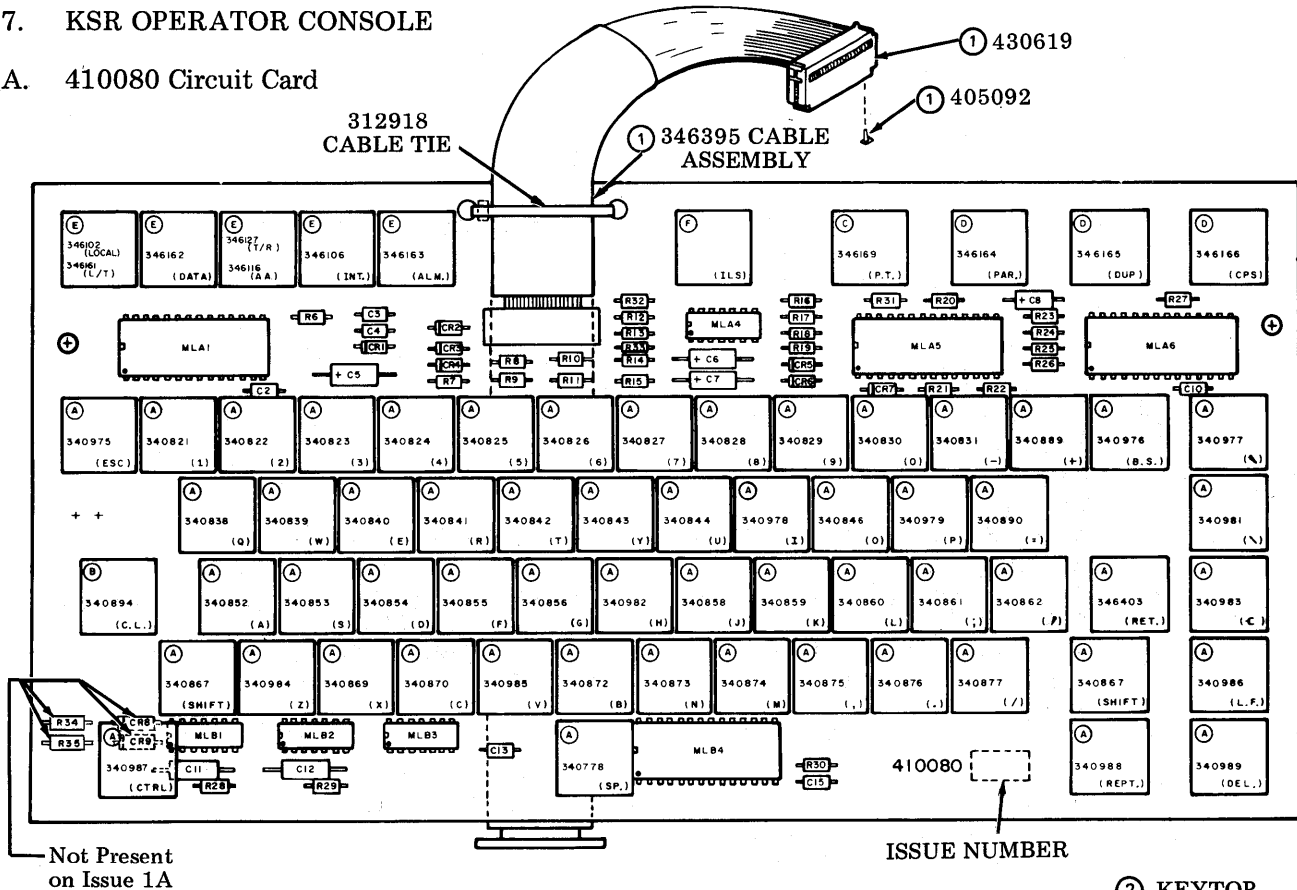 7. KSR OPERATOR CONSOLE
A. 410080 Circuit Card
1 430619
1 405092
312918
CABLE TIE
1 346395 CABLE
ASSEMBLY
E 346102 (LOCAL) 346161 (L/T)
E 346162 (DATA)
E 346127 (T/R) 346116 (AA)
E 346106 (INT.)
E 346163 (ALM.)
F (ILS)
C 346169 (P.T.)
D 346164 (PAR,)
D 346165 (DUP)
D 346166 (CPS)
R6 C3 C4 CR1 CR2 CR3 CR4 R7
MLA1
+ C5
C2
R8 R10
R9 R11
R32 R12 R13 R33 R14 R15
MLA4
+ C6
+ C7
R16 R17 R18 R19 CR5 CR6
R31 R20
MLA5
CR7 R21 R22
+ C8
R23 R24 R25 R26
R27
MLA6
C10
A 340975 (ESC)
A 340821 (1)
A 340822 (2)
A 340823 (3)
A 340824 (4)
A 340825 (5)
A 340826 (6)
A 340827 (7)
A 340828 (8)
A 340829 (9)
A 340830 (0)
A 340831 (-)
A 340889 (+)
A 340976 (B.S.)
A 340977
+ +
A 340838 (Q)
A 340839 (W)
A 340840 (E)
A 340841 (R)
A 340842 (T)
A 340843 (Y)
A 340844 (U)
A 340978 (I)
A 340846 (O)
A 340979 (P)
A 340890 (=)
A 340981 (\)
B 340894 (C.L.)
A 340852 (A)
A 340853 (S)
A 340854 (D)
A 340855 (F)
A 340856 (G)
A 340982 (H)
A 340858 (J)
A 340859 (K)
A 340860 (L)
A 340861 (;)
A 340862
A 346403 (RET.)
A 340983
A 340867 (SHIFT)
A 340984 (Z)
A 340869 (X)
A 340870 (C)
A 340985 (V)
A 340872 (B)
A 340873 (N)
A 340874 (M)
A 340875 (,)
A 340876 (.)
A 340877 (/)
A 340867 (SHIFT)
A 340986 (L.F.)
R34 CR8
R35 CR9
MLB1 MLB2 MLB3
A 340987 (CTRL)
C11 C12
R28 R29
C13
A 340778 (SP.)
MLB4
R30
C15
410080
A 340988 (REPT.)
A 340989 (DEL.)
Not Present
on Issue 1A
ISSUE NUMBER
2 KEYTOP